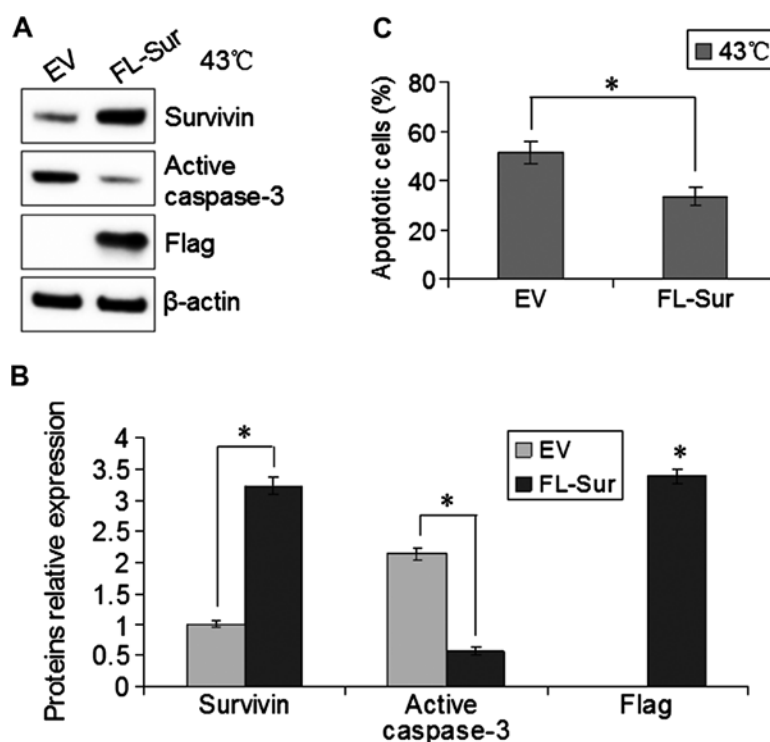 A
EV
FL-Sur
43℃
Survivin
Active
caspase-3
Flag
β-actin
C
43℃
Apoptotic cells (%)
80
60
40
20
0
*
EV
FL-Sur
B
Proteins relative expression
4
3.5
3
2.5
2
1.5
1
0.5
0
*
*
*
EV
FL-Sur
Survivin
Active
caspase-3
Flag